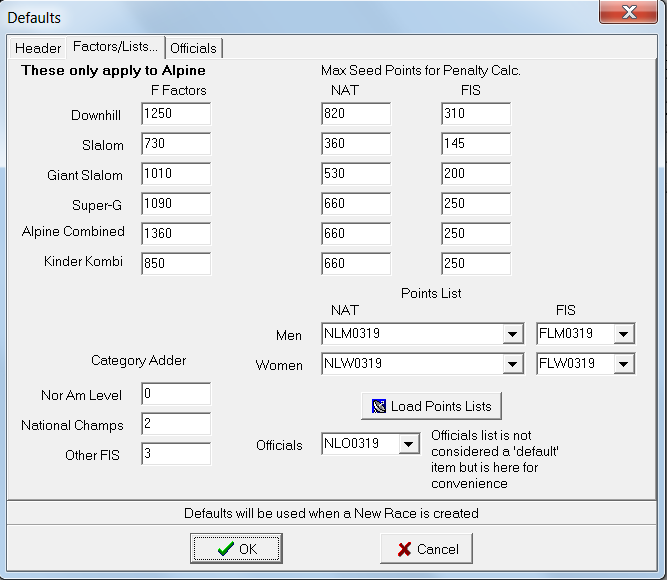 Defaults
Header Factors/Lists... Officials
These only apply to Alpine Max Seed Points for Penalty Calc.
F Factors NAT FIS
Downhill 1250 820 310
Slalom 730 360 145
Giant Slalom 1010 530 200
Super-G 1090 660 250
Alpine Combined 1360 660 250
Kinder Kombi 850 660 250
Points List
NAT FIS
Men NLM0319 FLM0319
Category Adder
Women NLW0319 FLW0319
Nor Am Level 0
Load Points Lists
National Champs 2
Other FIS 3
Officials NLO0319
Officials list is not
considered a 'default'
item but is here for
convenience
Defaults will be used when a New Race is created
OK Cancel